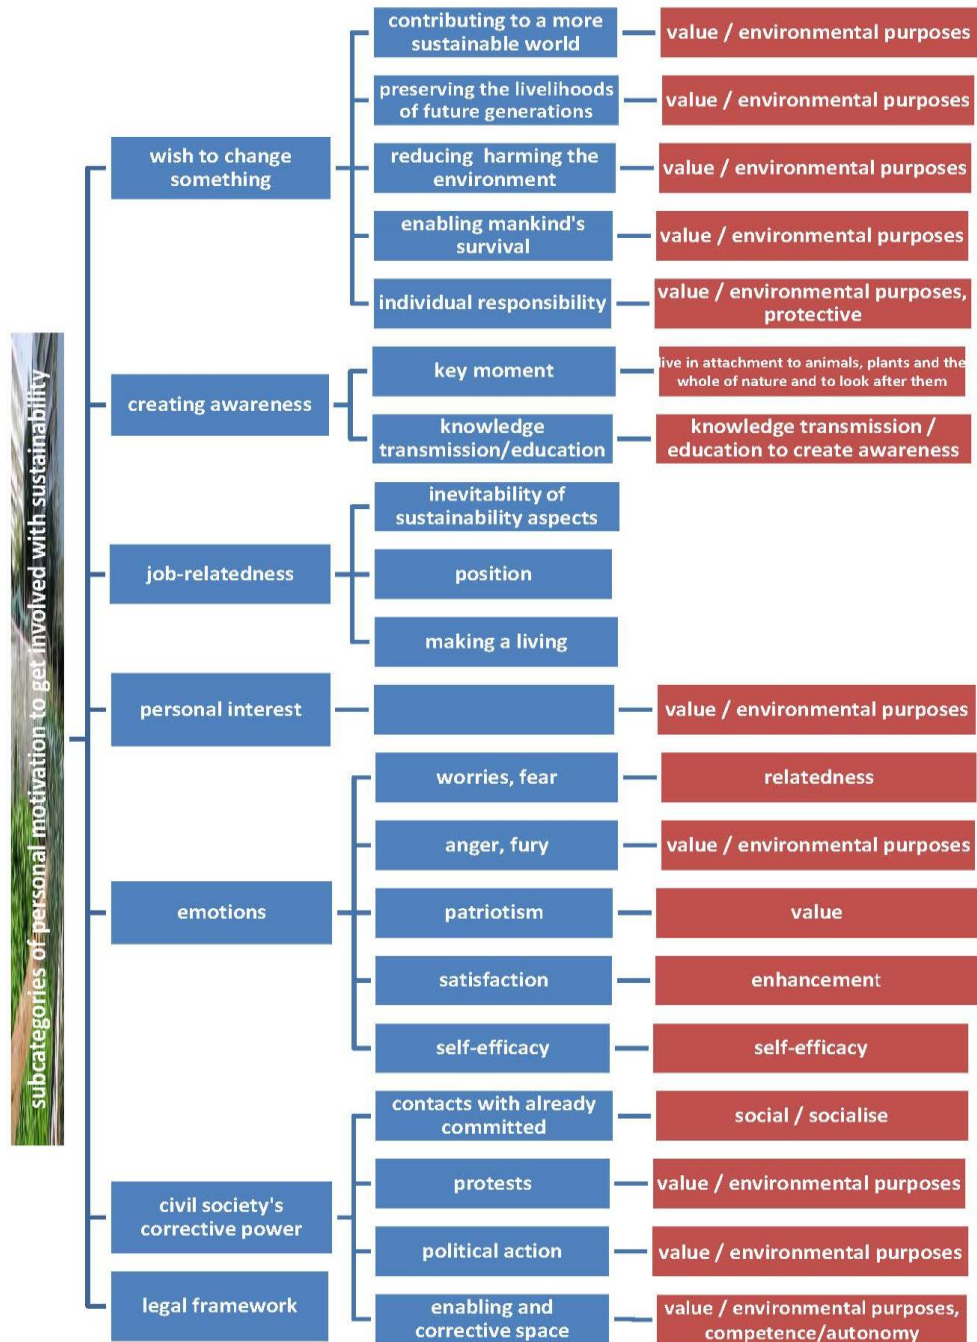 subcategories of personal motivation to get involved with sustainability
wish to change
something
contributing to a more
sustainable world
value / environmental purposes
preserving the livelihoods
of future generations
value / environmental purposes
reducing harming the
environment
value / environmental purposes
enabling mankind's
survival
value / environmental purposes
individual responsibility
value / environmental purposes,
protective
creating awareness
key moment
live in attachment to animals, plants and the
whole of nature and to look after them
knowledge
transmission/education
knowledge transmission /
education to create awareness
job-relatedness
inevitability of
sustainability aspects
position
making a living
personal interest
value / environmental purposes
emotions
worries, fear
relatedness
anger, fury
value / environmental purposes
patriotism
value
satisfaction
enhancement
self-efficacy
self-efficacy
civil society's
corrective power
contacts with already
committed
social / socialise
protests
value / environmental purposes
political action
value / environmental purposes
enabling and
corrective space
value / environmental purposes,
competence/autonomy
legal framework